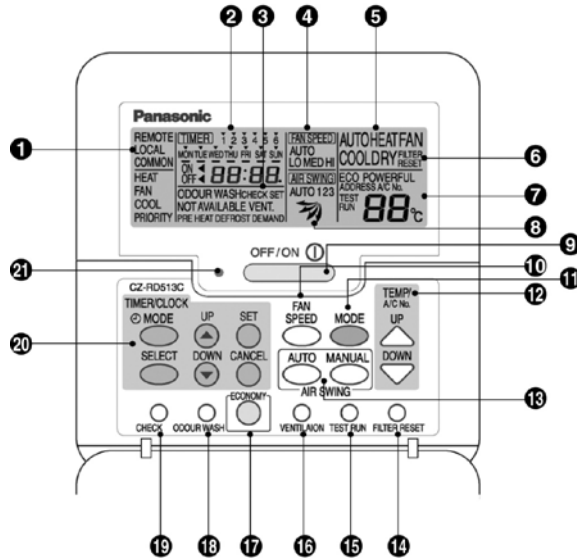 2 3 4 5
Panasonic
REMOTE TIMER 1 2 3 4 5 6 FAN SPEED AUTO HEAT FAN
1 LOCAL MON TUE WED THU FRI SAT SUN AUTO COOL DRY FILTER RESET 6
COMMON ON LO MED HI
HEAT OFF 88:88. AIR SWING ECO POWERFUL 7
FAN ODOUR WASH CHECK SET AUTO 1 2 3 ADDRESS A/C No.
COOL NOT AVAILABLE VENT. TEST RUN 88 °C
PRIORITY PRE HEAT DEFROST DEMAND 8
OFF/ON 9
21 10
CZ-RD513C 11
TIMER/CLOCK TEMP/ A/C No. 12
MODE UP SET FAN SPEED MODE UP
20
SELECT DOWN CANCEL AUTO MANUAL DOWN
AIR SWING 13
ECONOMY
CHECK ODOUR WASH VENTILAION TEST RUN FILTER RESET
19 18 17 16 15 14